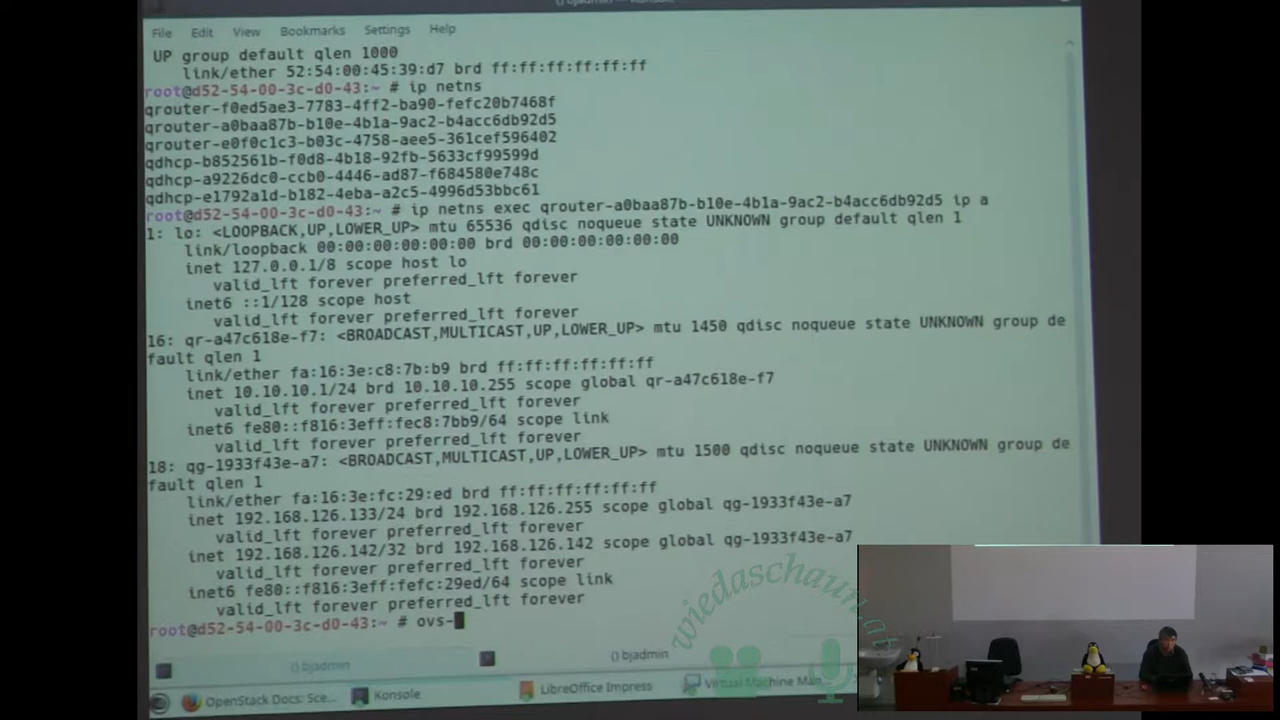 File Edit View Bookmarks Settings Help
UP group default qlen 1000
link/ether 52:54:00:45:39:d7 brd ff:ff:ff:ff:ff:ff
root@d52-54-00-3c-d0-43:~ # ip netns
qrouter-f0ed5ae3-7783-4ff2-ba90-fefc20b7468f
qrouter-a0baa87b-b10e-4b1a-9ac2-b4acc6db92d5
qrouter-e0f0c1c3-b03c-4758-aee5-361cef596402
qdhcp-b852561b-f0d8-4b18-92fb-5633cf99599d
qdhcp-a9226dc0-ccb0-4446-ad87-f684580e748c
qdhcp-e1792a1d-b182-4eba-a2c5-4996d53bbc61
root@d52-54-00-3c-d0-43:~ # ip netns exec qrouter-a0baa87b-b10e-4b1a-9ac2-b4acc6db92d5 ip a
1: lo: <LOOPBACK,UP,LOWER_UP> mtu 65536 qdisc noqueue state UNKNOWN group default qlen 1
link/loopback 00:00:00:00:00:00 brd 00:00:00:00:00:00
inet 127.0.0.1/8 scope host lo
valid_lft forever preferred_lft forever
inet6 ::1/128 scope host
valid_lft forever preferred_lft forever
16: qr-a47c618e-f7: <BROADCAST,MULTICAST,UP,LOWER_UP> mtu 1450 qdisc noqueue state UNKNOWN group de
fault qlen 1
link/ether fa:16:3e:c8:7b:b9 brd ff:ff:ff:ff:ff:ff
inet 10.10.10.1/24 brd 10.10.10.255 scope global qr-a47c618e-f7
valid_lft forever preferred_lft forever
inet6 fe80::f816:3eff:fec8:7bb9/64 scope link
valid_lft forever preferred_lft forever
18: qg-1933f43e-a7: <BROADCAST,MULTICAST,UP,LOWER_UP> mtu 1500 qdisc noqueue state UNKNOWN group de
fault qlen 1
link/ether fa:16:3e:fc:29:ed brd ff:ff:ff:ff:ff:ff
inet 192.168.126.133/24 brd 192.168.126.255 scope global qg-1933f43e-a7
valid_lft forever preferred_lft forever
inet 192.168.126.142/32 brd 192.168.126.142 scope global qg-1933f43e-a7
valid_lft forever preferred_lft forever
inet6 fe80::f816:3eff:fefc:29ed/64 scope link
valid_lft forever preferred_lft forever
root@d52-54-00-3c-d0-43:~ # ovs-
() bjadmin () bjadmin
OpenStack Docs: Sce... Konsole LibreOffice Impress Virtual Machine Man...
wiedaschaun.at